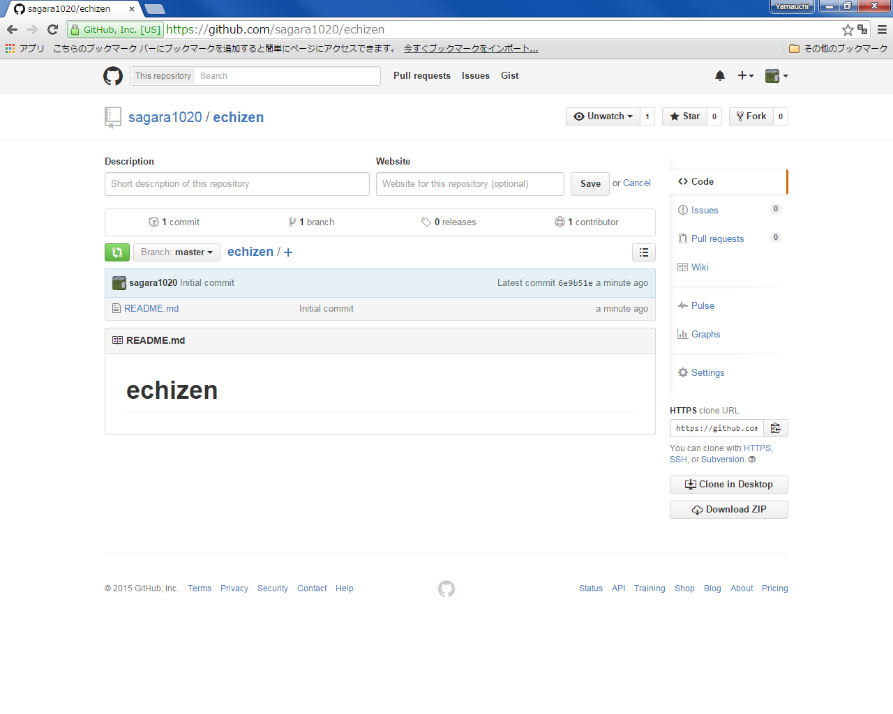 sagara1020/echizen
Yamauchi
GitHub, Inc. [US] https://github.com/sagara1020/echizen
アプリ こちらのブックマーク バーにブックマークを追加すると簡単にページにアクセスできます。 今すぐブックマークをインポート... その他のブックマーク
This repository Search Pull requests Issues Gist
sagara1020 / echizen Unwatch 1 Star 0 Fork 0
Description Website
Short description of this repository Website for this repository (optional) Save or Cancel
1 commit 1 branch 0 releases 1 contributor
Branch: master echizen / +
sagara1020 Initial commit Latest commit 6e9b51e a minute ago
README.md Initial commit a minute ago
README.md
echizen
Code
Issues 0
Pull requests 0
Wiki
Pulse
Graphs
Settings
HTTPS clone URL
https://github.com
You can clone with HTTPS,
SSH, or Subversion.
Clone in Desktop
Download ZIP
© 2015 GitHub, Inc. Terms Privacy Security Contact Help Status API Training Shop Blog About Pricing